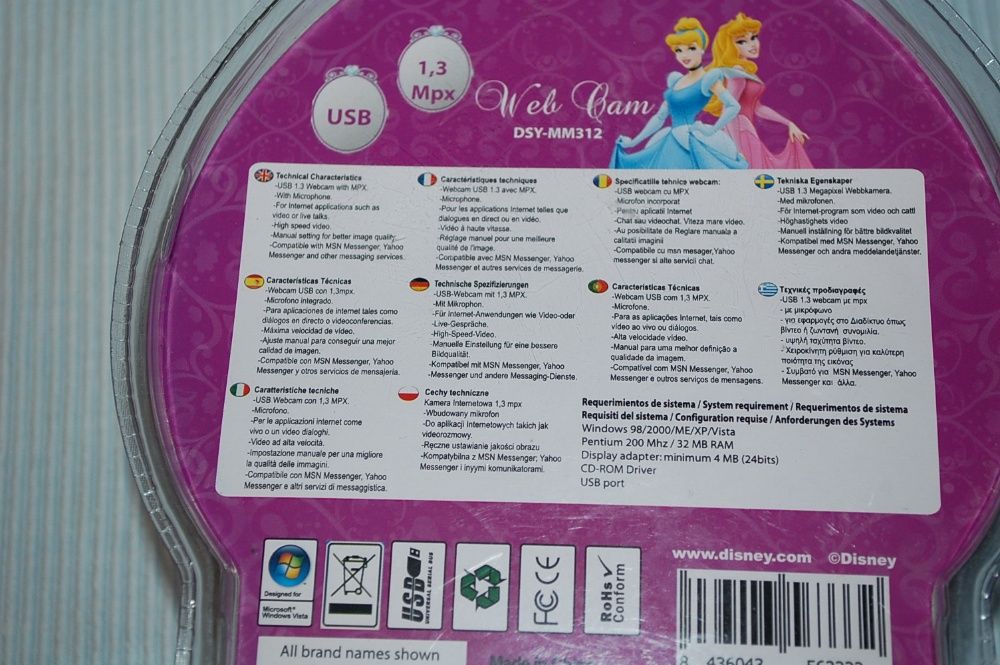 1,3
Mpx
USB
Web Cam
DSY-MM312
Technical Characteristics
-USB 1.3 Webcam with MPX.
-With Microphone.
-For Internet applications such as
video or live talks.
-High speed video.
-Manual setting for better image quality.
-Compatible with MSN Messenger, Yahoo
Messenger and other messaging services.
Caractéristiques techniques
-Webcam USB 1.3 avec MPX.
-Microphone.
-Pour les applications Internet telles que
dialogues en direct ou en vidéo.
-Vidéo à haute vitesse.
-Réglage manuel pour une meilleure
qualité de l'image.
-Compatible avec MSN Messenger, Yahoo
Messenger et autres services de messagerie.
Specificatiile tehnice webcam:
-USB webcam cu MPX
-Microfon incorporat
-Pentru aplicatii Internet
-Chat sau videochat. Viteza mare video.
-Au posibilitate de Reglare manuala a
calitatii imaginii
-Compatibile cu msn mesager,Yahoo
messenger si alte servicii chat.
Tekniska Egenskaper
-USB 1.3 Megapixel Webbkamera.
-Med mikrofonen.
-För Internet-program som video och cattl
-Höghastighets video
-Manuell inställning för bättre bildkvalitet
-Kompatibel med MSN Messenger, Yahoo
Messenger och andra meddelandetjänster.
Características Técnicas
-Webcam USB con 1,3mpx.
-Microfono integrado.
-Para aplicaciones de internet tales como
diálogos en directo o videoconferencias.
-Máxima velocidad de vídeo.
-Ajuste manual para conseguir una mejor
calidad de imagen.
-Compatible con MSN Messenger, Yahoo
Messenger y otros servicios de mensajería.
Technische Spezifizierungen
-USB-Webcam mit 1,3 MPX.
-Mit Mikrophon.
-Für Internet-Anwendungen wie Video-oder
-Live-Gespräche.
-High-Speed-Video.
-Manuelle Einstellung für eine bessere
Bildqualität.
-Kompatibel mit MSN Messenger, Yahoo
-Messenger und andere Messaging-Dienste.
Características Técnicas
-Webcam USB com 1,3 MPX.
-Microfone.
-Para as aplicações Internet, tais como
vídeo ao vivo ou diálogos.
-Alta velocidade vídeo.
-Manual para uma melhor definição a
qualidade da imagem.
-Compatível com MSN Messenger, Yahoo
Messenger e outros serviços de mensagens.
Τεχνικές προδιαγραφές
-USB 1.3 webcam με mpx
- με μικρόφωνο
- για εφαρμογές στο Διαδίκτυο όπως
βίντεο ή ζωντανή συνομιλία.
- υψηλή ταχύτητα βίντεο.
- Χειροκίνητη ρύθμιση για καλύτερη
ποιότητα της εικόνας
- Συμβατό για MSN Messenger, Yahoo
Messenger και άλλα.
Caratteristiche tecniche
-USB Webcam con 1,3 MPX.
-Microfono.
-Per le applicazioni Internet come
vivo o un video dialoghi.
-Video ad alta velocità.
-Impostazione manuale per una migliore
la qualità delle immagini.
-Compatibile con MSN Messenger, Yahoo
Messenger e altri servizi di messaggistica.
Cechy techniczne
Kamera Internetowa 1,3 mpx
-Wbudowany mikrofon
-Do aplikacji Internetowych takich jak
videorozmowy.
-Ręczne ustawianie jakości obrazu
-Kompatybilna z MSN Messenger, Yahoo
Messenger i innymi komunikatorami.
Requerimientos de sistema / System requirement / Requerimentos de sistema
Requisiti del sistema / Configuration requise / Anforderungen des Systems
Windows 98/2000/ME/XP/Vista
Pentium 200 Mhz / 32 MB RAM
Display adapter: minimum 4 MB (24bits)
CD-ROM Driver
USB port
Designed for
Microsoft®
Windows Vista
USB
UNIVERSAL SERIAL BUS
FC CE
RoHS
Conform
www.disney.com ©Disney
All brand names shown
8 436043